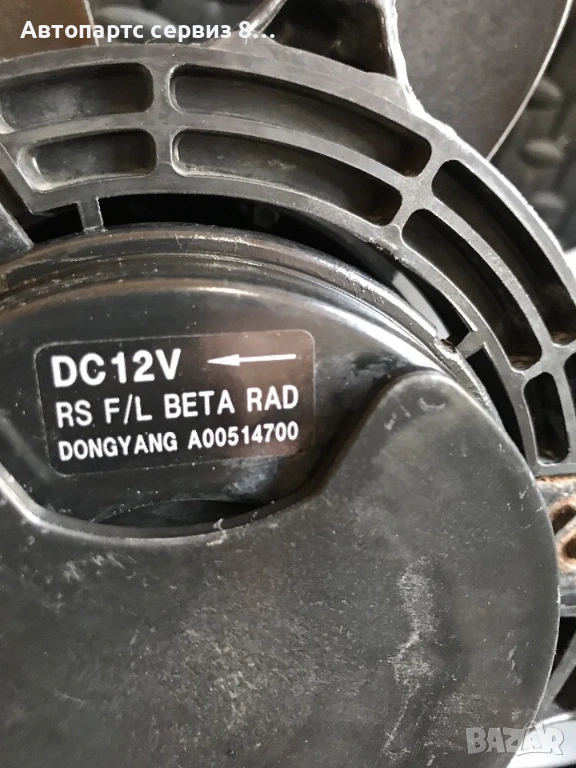 Автопартс сервиз 8...
DC12V
RS F/L BETA RAD
DONGYANG A00514700
BAZAR